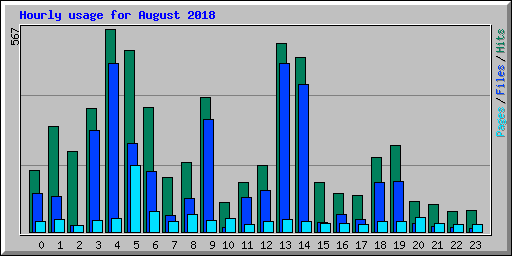 Hourly usage for August 2018
567
Pages / Files / Hits
0 1 2 3 4 5 6 7 8 9 10 11 12 13 14 15 16 17 18 19 20 21 22 23